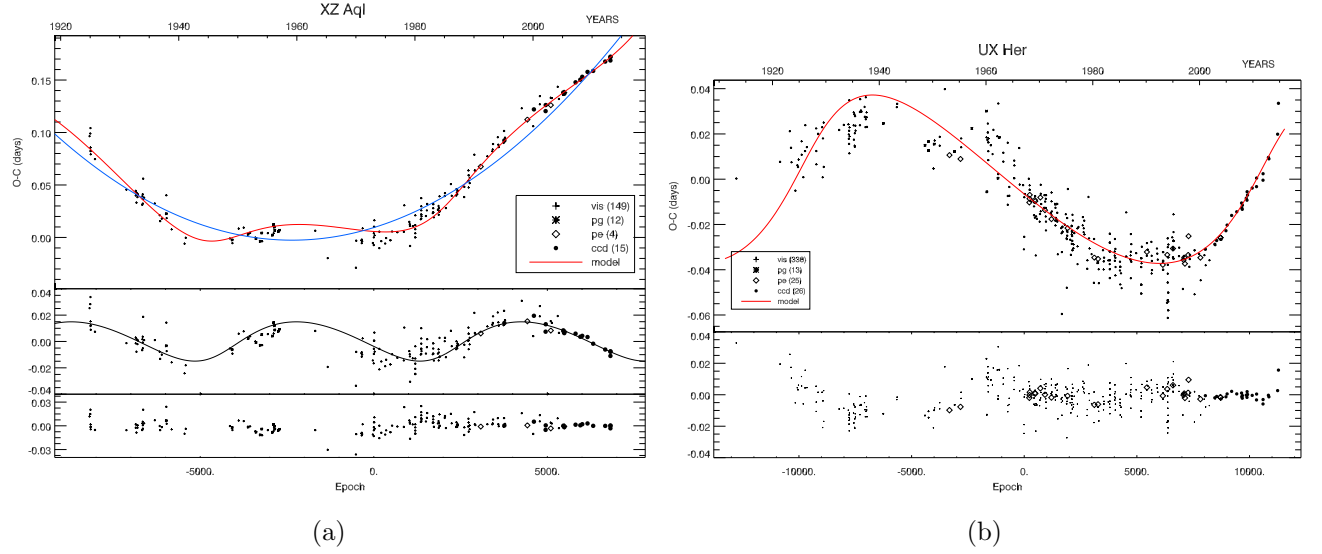 XZ Aql
1920 1940 1960 1980 2000 YEARS
0.15
0.10
0.05
0.00
O-C (days)
vis (149)
pg (12)
pe (4)
ccd (15)
model
0.04
0.02
0.00
-0.02
-0.04
0.03
0.00
-0.03
-5000. 0. 5000.
Epoch
(a)
UX Her
1920 1940 1960 1980 2000 YEARS
0.04
0.02
0.00
-0.02
-0.04
-0.06
O-C (days)
vis (338)
pg (13)
pe (25)
ccd (26)
model
0.04
0.02
0.00
-0.02
-0.04
-10000. -5000. 0. 5000. 10000.
Epoch
(b)